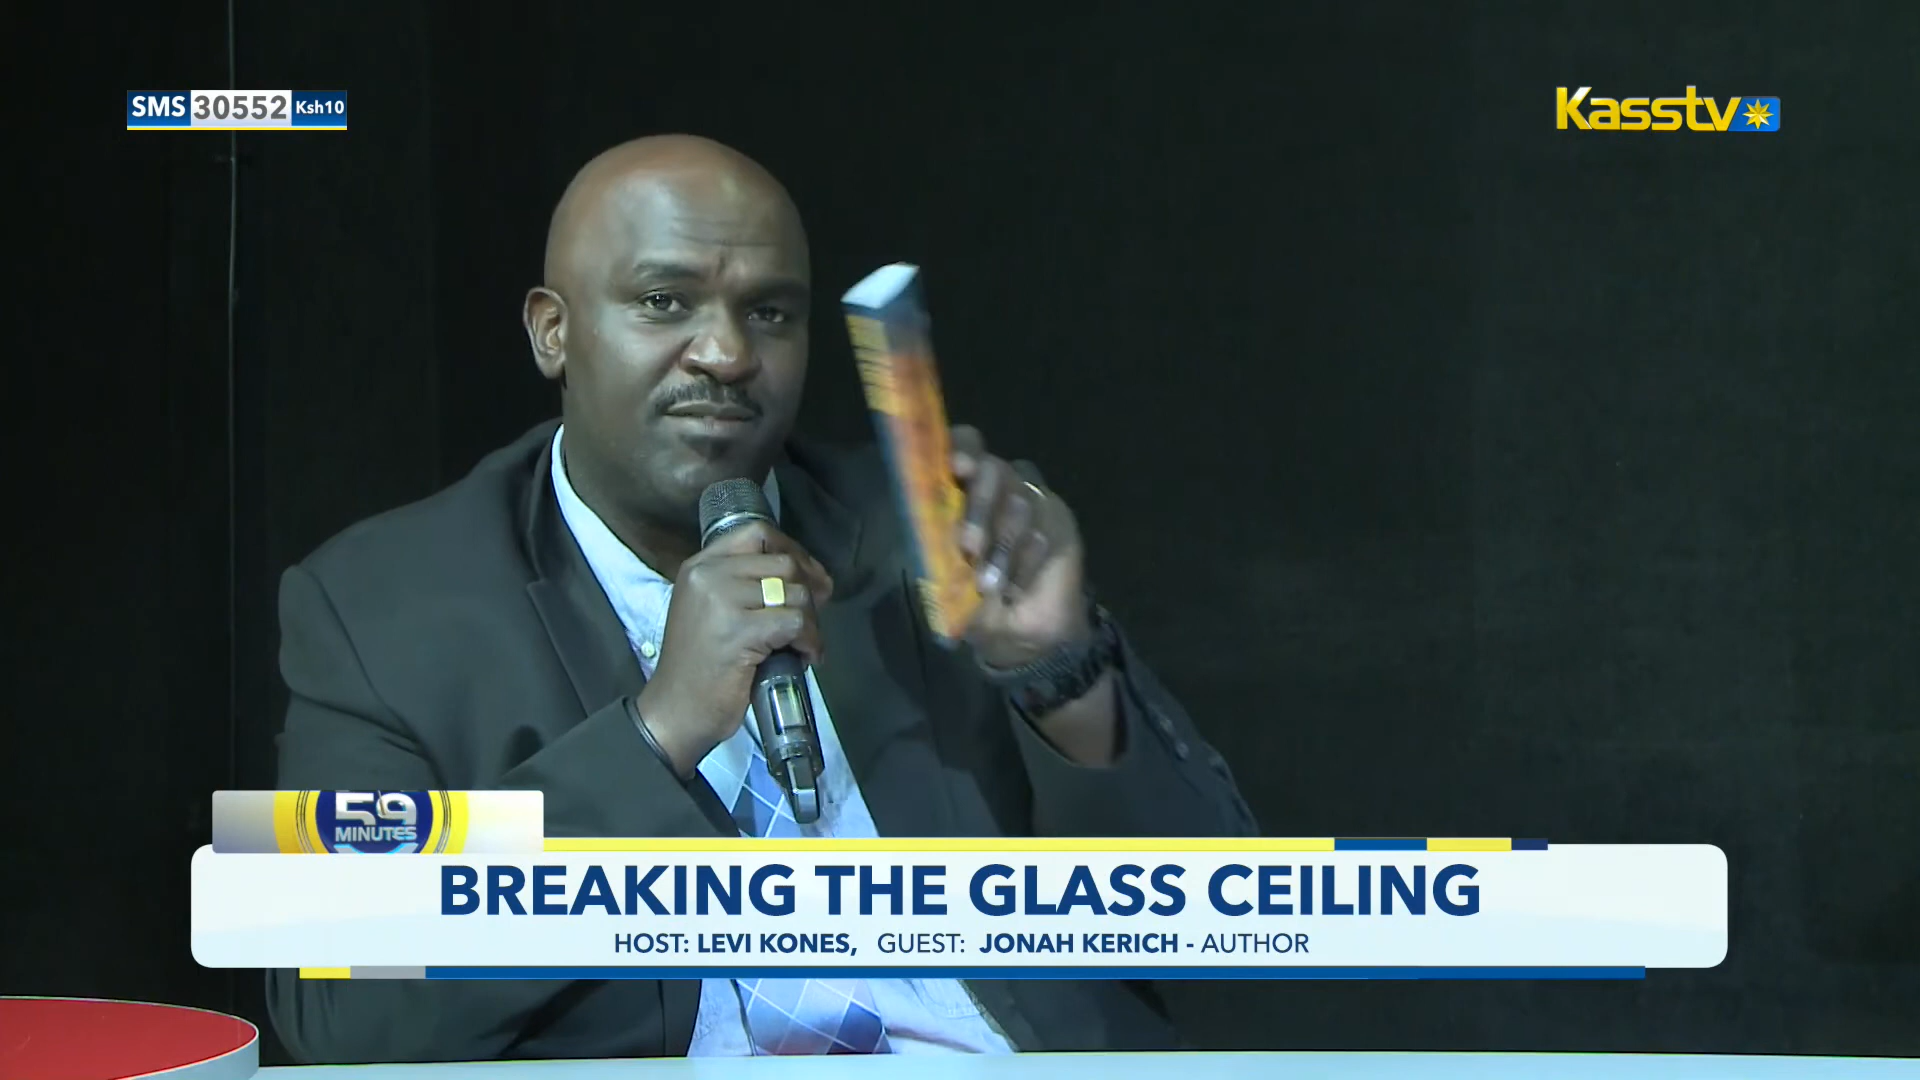 SMS 30552 Ksh10
Kasstv
59
MINUTES
BREAKING THE GLASS CEILING
HOST: LEVI KONES, GUEST: JONAH KERICH - AUTHOR